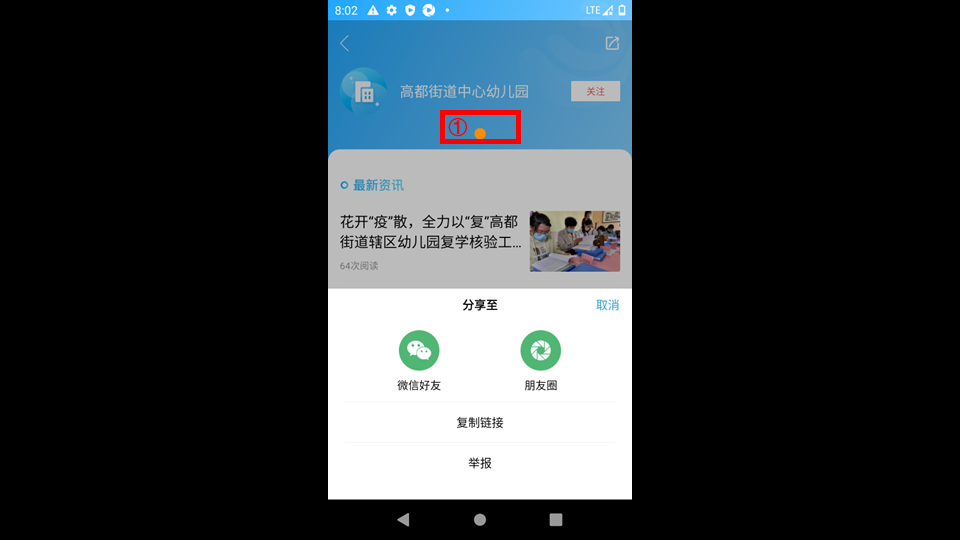 8:02
LTE
高都街道中心幼儿园
关注
①
最新资讯
花开“疫”散，全力以“复”高都
街道辖区幼儿园复学核验工...
64次阅读
分享至
取消
微信好友
朋友圈
复制链接
举报